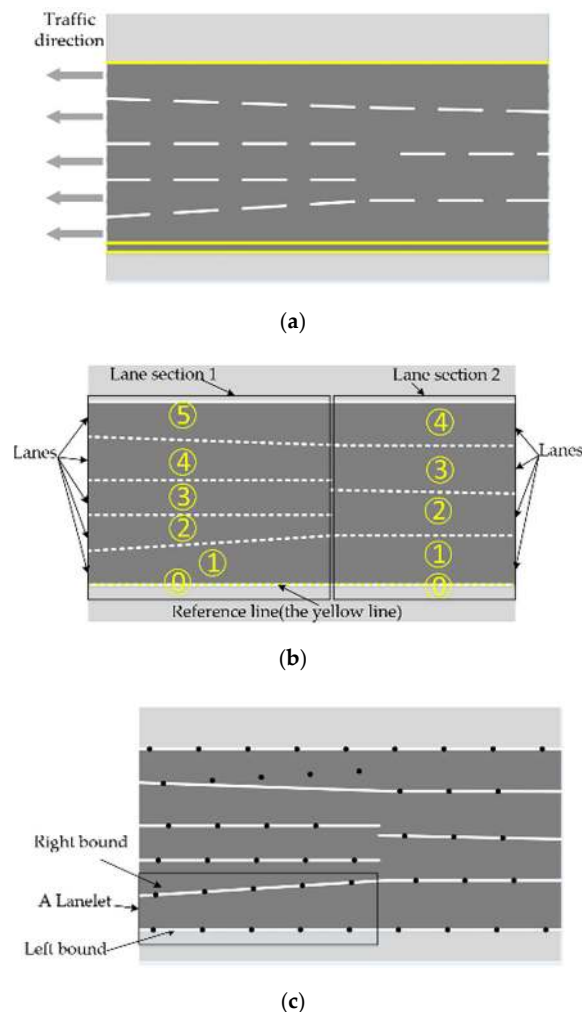 Traffic
direction
(a)
Lane section 1
Lane section 2
5
4
4
Lanes
3
Lanes
3
2
2
1
1
0
0
Reference line(the yellow line)
(b)
Right bound
A Lanelet
Left bound
(c)